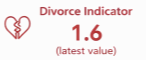 Divorce Indicator
1.6
(latest value)